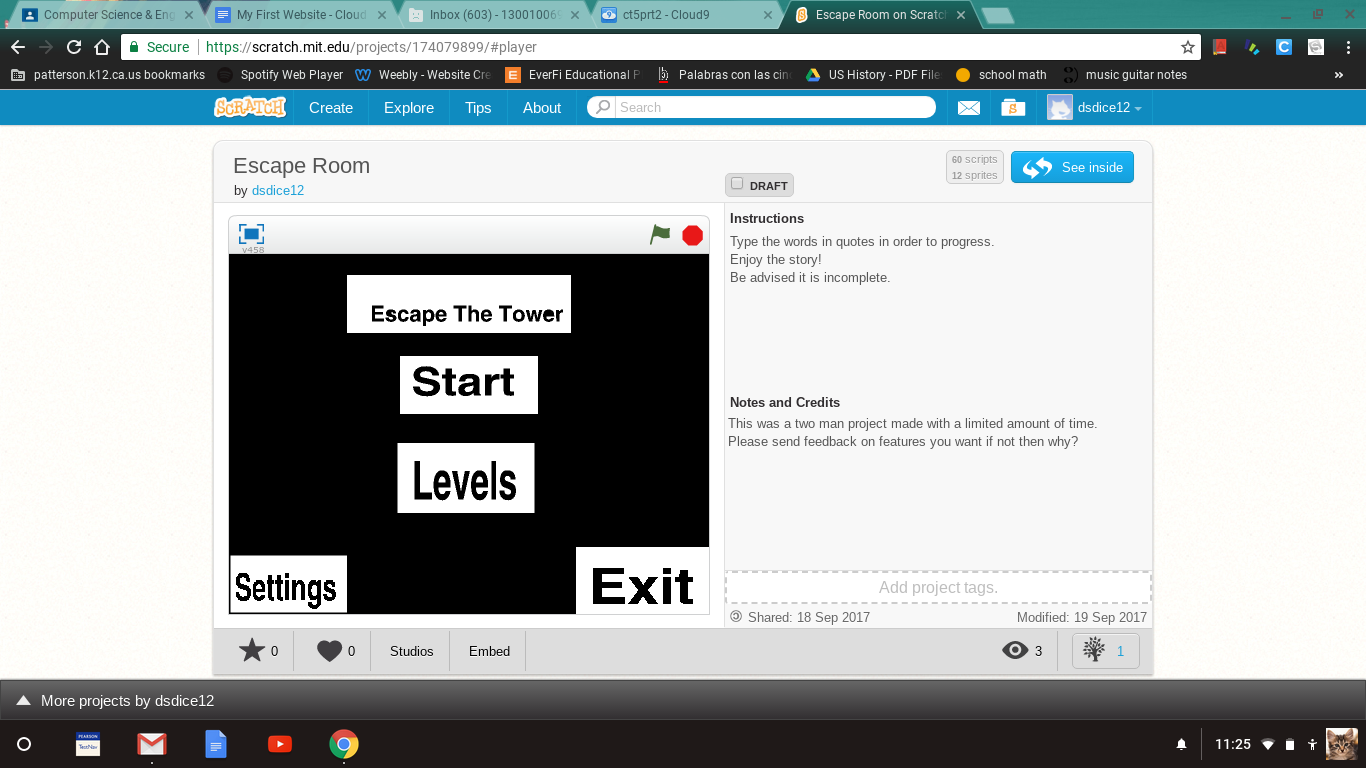 Computer Science & Eng
My First Website - Cloud
Inbox (603) - 130010069
ct5prt2 - Cloud9
Escape Room on Scratch
Secure
https://scratch.mit.edu/projects/174079899/#player
patterson.k12.ca.us bookmarks
Spotify Web Player
Weebly - Website Cre
EverFi Educational P
Palabras con las cinc
US History - PDF File
school math
music guitar notes
»
SCRATCH
Create
Explore
Tips
About
Search
dsdice12
Escape Room
by dsdice12
DRAFT
60 scripts
12 sprites
See inside
v458
Escape The Tower
Start
Levels
Settings
Exit
Instructions
Type the words in quotes in order to progress.
Enjoy the story!
Be advised it is incomplete.
Notes and Credits
This was a two man project made with a limited amount of time.
Please send feedback on features you want if not then why?
Add project tags.
Shared: 18 Sep 2017
Modified: 19 Sep 2017
0
0
Studios
Embed
3
1
More projects by dsdice12
PEARSON
TestNav
11:25